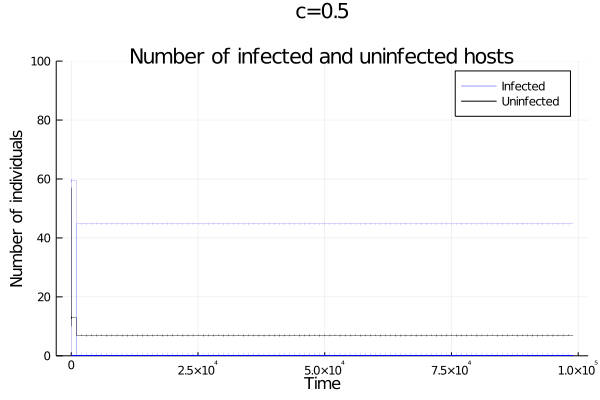 c=0.5
Number of infected and uninfected hosts
Number of individuals
100
80
60
40
20
0
Infected
Uninfected
0
2.5×10⁴
5.0×10⁴
7.5×10⁴
1.0×10⁵
Time